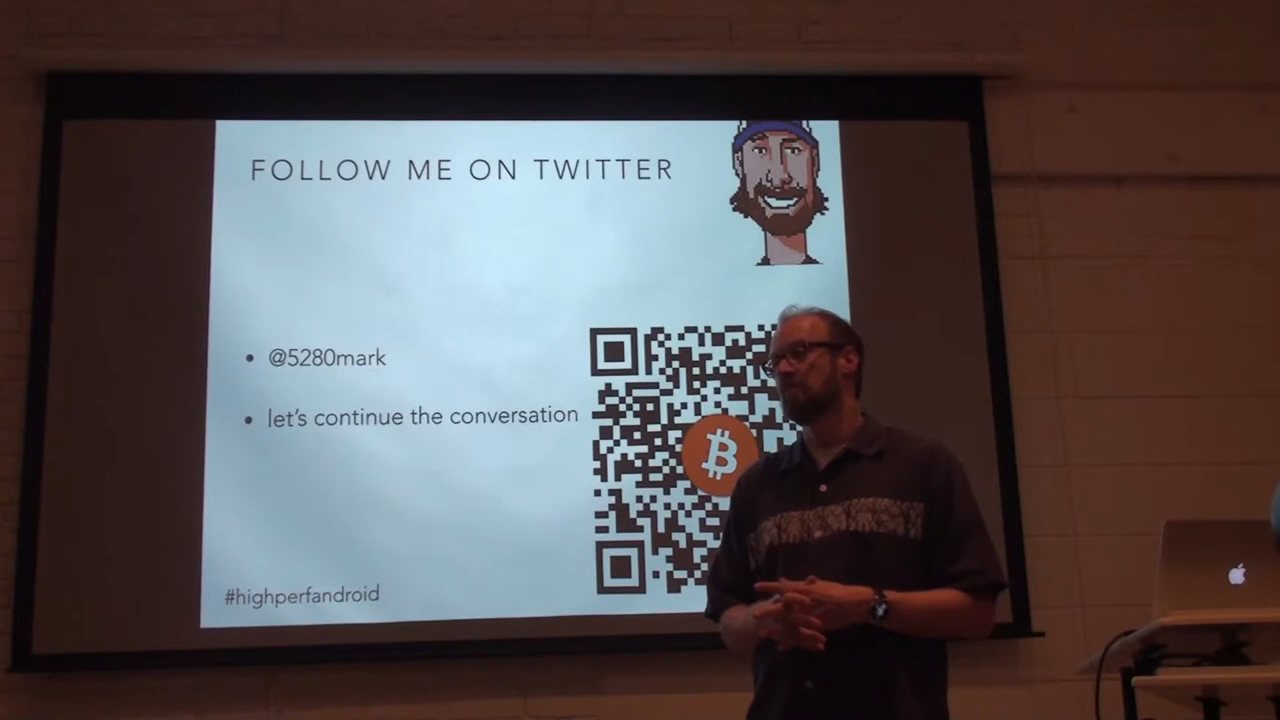 FOLLOW ME ON TWITTER
• @5280mark
• let's continue the conversation
#highperfandroid